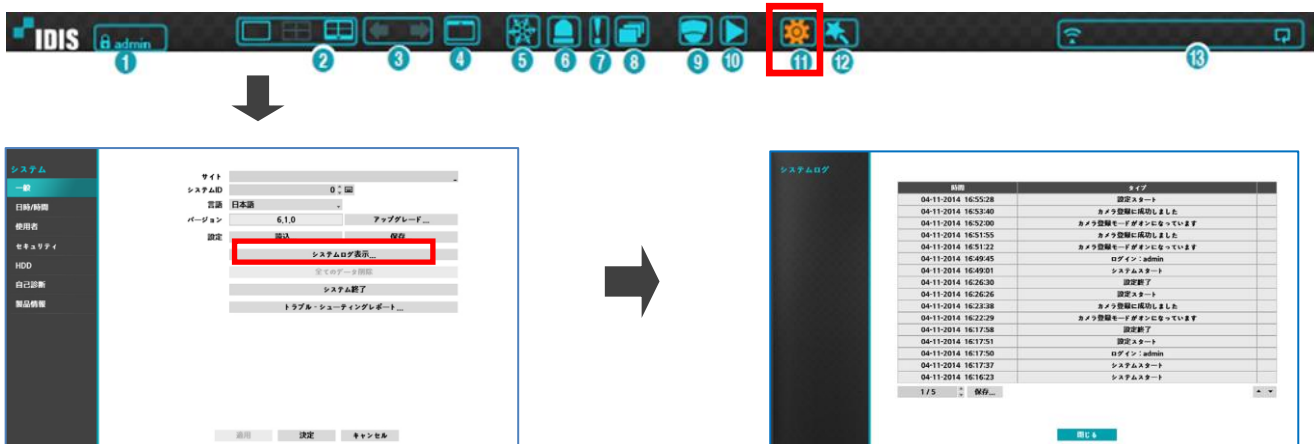 IDIS
admin
1 2 3 4 5 6 7 8 9 10 11 12 13
システム
一般
日時/時間
使用者
セキュリティ
HDD
自己診断
製品情報
サイト
システムID 0
言語 日本語
バージョン 6,1,0 アップグレード...
設定 読込 保存
システムログ表示...
全てのデータ削除
システム終了
トラブル・シューティングレポート...
適用 決定 キャンセル
システムログ
時間 タイプ
04-11-2014 16:55:28 設定スタート
04-11-2014 16:53:40 カメラ登録に成功しました
04-11-2014 16:52:00 カメラ登録モードがオンになっています
04-11-2014 16:51:55 カメラ登録に成功しました
04-11-2014 16:51:22 カメラ登録モードがオンになっています
04-11-2014 16:49:45 ログイン：admin
04-11-2014 16:49:01 システムスタート
04-11-2014 16:26:30 設定終了
04-11-2014 16:26:26 設定スタート
04-11-2014 16:23:38 カメラ登録に成功しました
04-11-2014 16:22:29 カメラ登録モードがオンになっています
04-11-2014 16:17:58 設定終了
04-11-2014 16:17:51 設定スタート
04-11-2014 16:17:50 ログイン：admin
04-11-2014 16:17:37 システムスタート
04-11-2014 16:16:23 システムスタート
1 / 5 保存...
閉じる